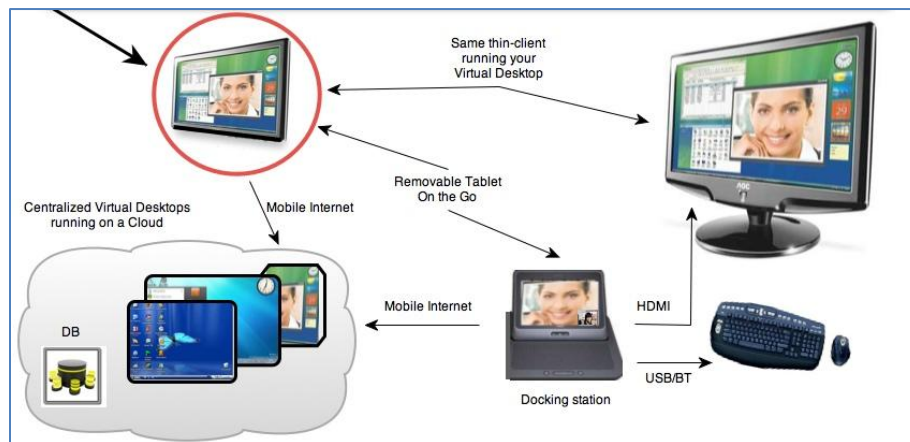 Same thin-client
running your
Virtual Desktop
Removable Tablet
On the Go
Centralized Virtual Desktops
running on a Cloud
Mobile Internet
Mobile Internet
HDMI
DB
USB/BT
Docking station
AOC